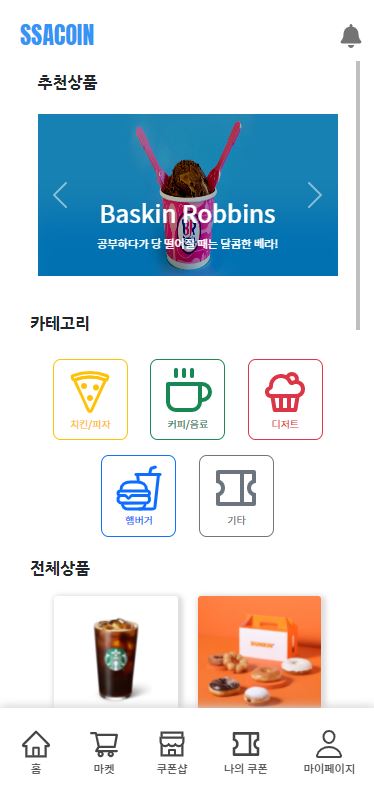 SSACOIN
추천상품
Baskin Robbins
공부하다가 당 떨어질 때는 달콤한 베라!
카테고리
치킨/피자
커피/음료
디저트
햄버거
기타
전체상품
홈
마켓
쿠폰샵
나의 쿠폰
마이페이지